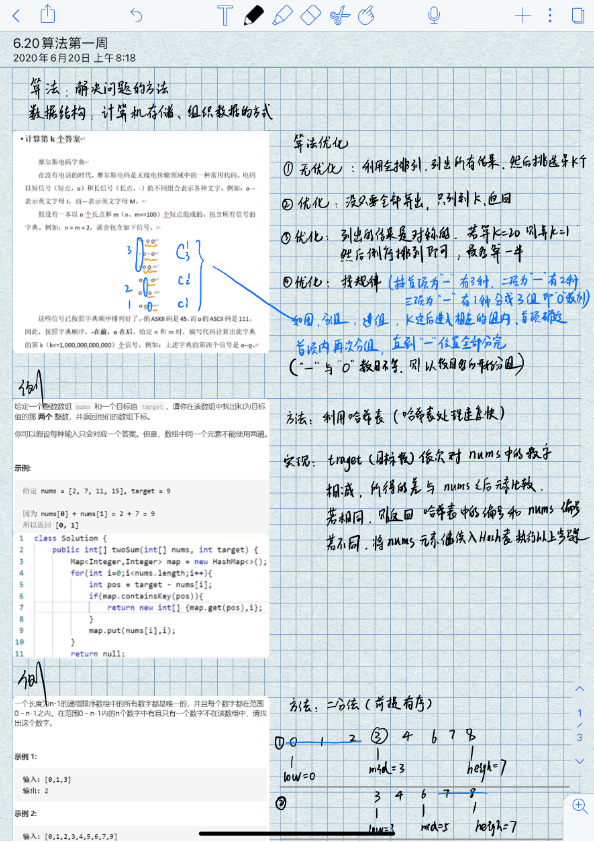 6.20算法第一周
2020年6月20日 上午8:18
算法：解决问题的方法
数据结构：计算机存储、组织数据的方式
• 计算第 k 个答案
摩尔斯电码字典
在没有电话的时代，摩尔斯电码是无线电传输领域中的一种常用代码，电码
以短信号（短点，o）和长信号（长点，-）的不同组合表示各种文字。例如：o—
表示英文字母 J，而—表示英文字母 M。
假设有一本以 n 个长点和 m（n、m<=100）个短点组成的、包含所有信号的
字典。例如：n = m = 2，就会包含如下信号。
3
2
1
这些信号已按照字典顺序排列好了。-的 ASKII 码是 45，而 o 的 ASCII 码是 111。
因此，按照字典顺序，-在前，o 在后。给定 n 和 m 时，编写代码计算出此字典
的第 k（k<=1,000,000,000,000）个信号。例如：上述字典的第四个信号是 o--o。
算法优化
① 无优化：利用全排列，列出所有结果，然后挑选第K个
② 优化：没必要全部算出，只列到K，返回
③ 优化：列出的结果是对称的，若算K=20 则算K=1
然后倒序排列即可，最多算一半
④ 优化：找规律（按首项为“-”有3种，二项为“-”有2种
三项为“-”有1种 分成3组 即“0”数列）
如图，分组，建组，K之后进入相应的组内，首项确定
首项内再次分组，直到“-”位置全部分完
（“-”与“0”数目不等，则以数目
例
给定一个整数数组 nums 和一个目标值 target，请你在该数组中找出和为目标
值的那 两个 整数，并返回他们的数组下标。
你可以假设每种输入只会对应一个答案。但是，数组中同一个元素不能使用两遍。
示例:
给定 nums = [2, 7, 11, 15], target = 9
因为 nums[0] + nums[1] = 2 + 7 = 9
所以返回 [0, 1]
1 class Solution {
2 public int[] twoSum(int[] nums, int target) {
3 Map<Integer,Integer> map = new HashMap<>();
4 for(int i=0;i<nums.length;i++){
5 int pos = target - nums[i];
6 if(map.containsKey(pos)){
7 return new int[] {map.get(pos),i};
8 }
9 map.put(nums[i],i);
10 }
11 return null;
方法：利用哈希表（哈希表处理速度快）
实现：traget（目标数）依次对 nums 中的数字
相减，所得的差与 nums之后元素比较.
若相同，则返回 哈希表中的编号和 nums 编号
若不同，将nums 元素储依入Hash表 执行以上步骤
例
一个长度为n-1的递增排序数组中的所有数字都是唯一的，并且每个数字都在范围
0～n-1之内。在范围0～n-1内的n个数字中有且只有一个数字不在该数组中，请找
出这个数字。
示例 1:
输入: [0,1,3]
输出: 2
示例 2:
输入: [0,1,2,3,4,5,6,7,9]
方法：二分法（前提有序）
① 0 1 2 ③ 4 6 7 8
low=0 mid=3 heigh=7
② 3 4 6 7 8
low=3 mid=5 heigh=7
1
/
3